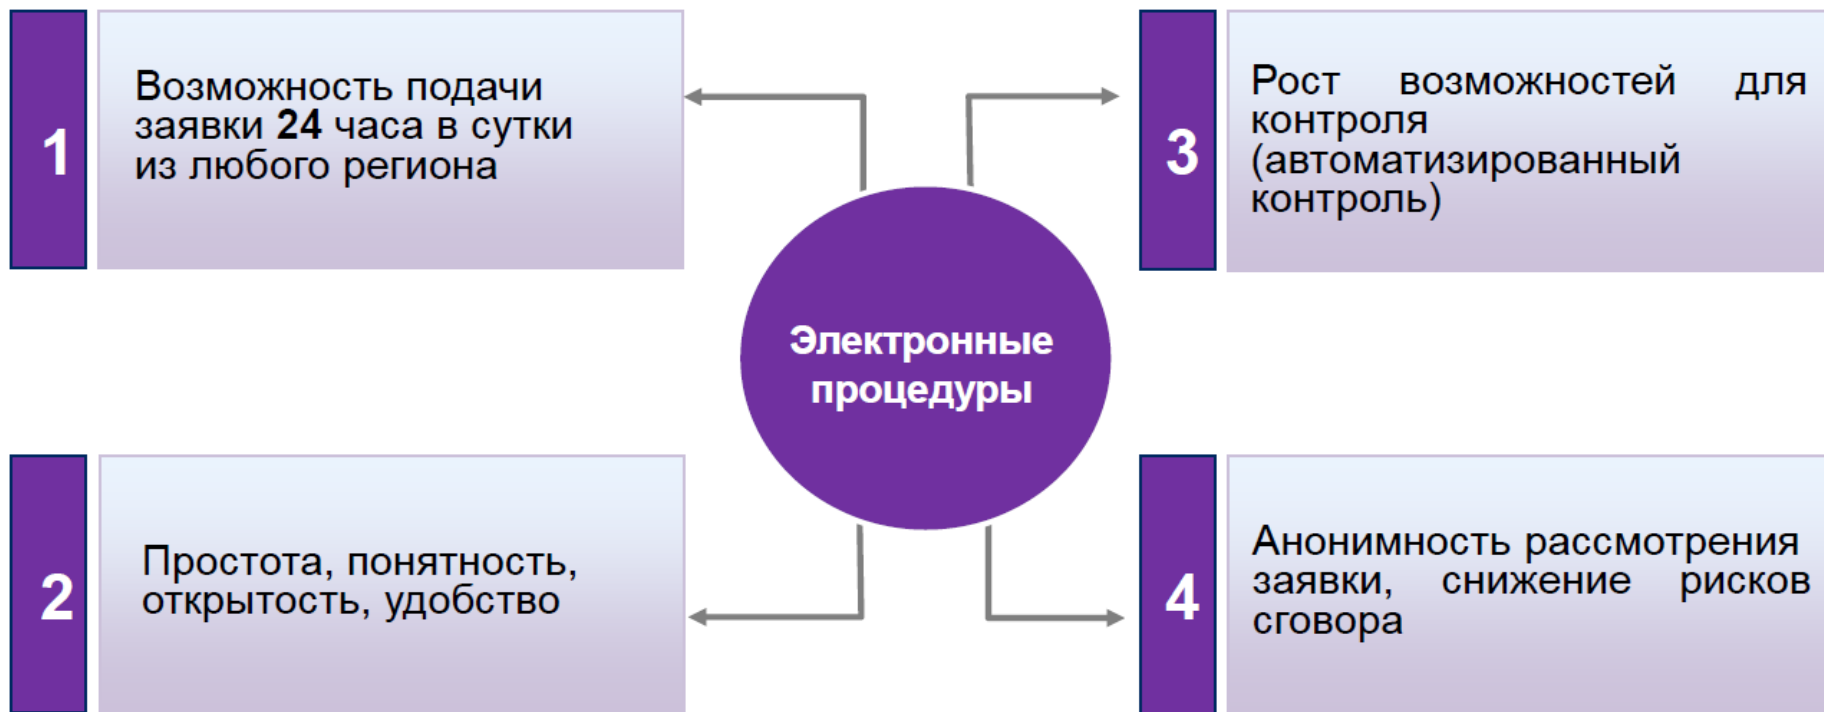 1
Возможность подачи
заявки 24 часа в сутки
из любого региона
3
Рост возможностей для
контроля
(автоматизированный
контроль)
Электронные
процедуры
2
Простота, понятность,
открытость, удобство
4
Анонимность рассмотрения
заявки, снижение рисков
сговора